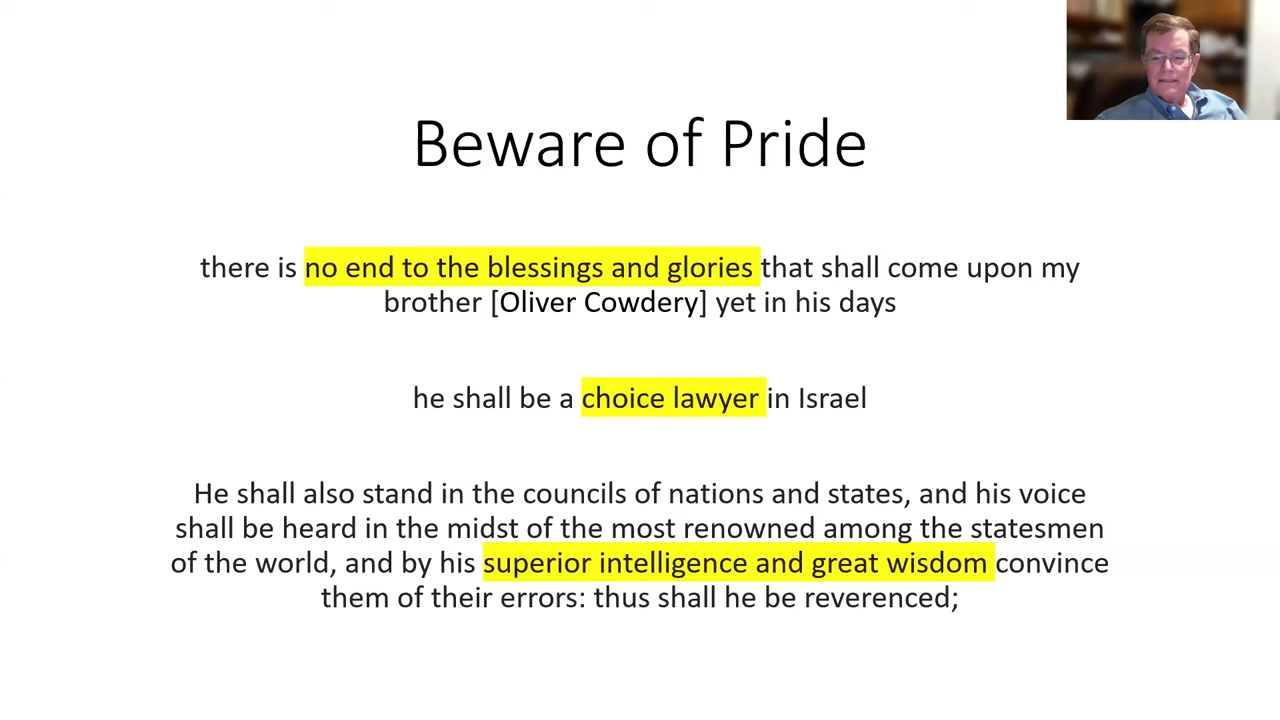 Beware of Pride
there is no end to the blessings and glories that shall come upon my
brother [Oliver Cowdery] yet in his days
he shall be a choice lawyer in Israel
He shall also stand in the councils of nations and states, and his voice
shall be heard in the midst of the most renowned among the statesmen
of the world, and by his superior intelligence and great wisdom convince
them of their errors: thus shall he be reverenced;